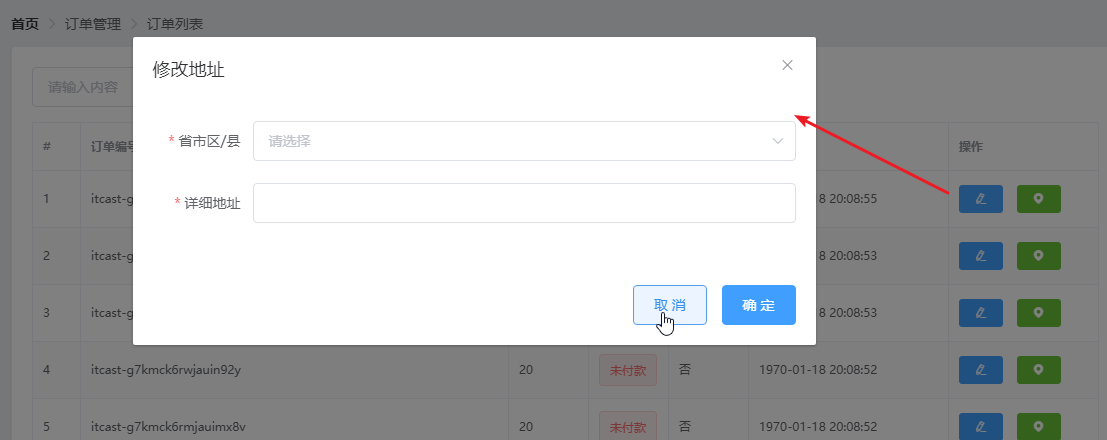 首页 订单管理 订单列表
修改地址
请输入内容
* 省市区/县 请选择
# 订单编号 操作
1 itcast-g 18 20:08:55
* 详细地址
2 itcast-g 18 20:08:53
3 itcast-g 18 20:08:53
取 消 确 定
4 itcast-g7kmck6rwjauin92y 20 未付款 否 1970-01-18 20:08:52
5 itcast-g7kmck6rmjauimx8v 20 未付款 否 1970-01-18 20:08:52